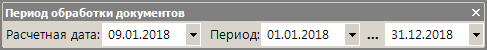 Период обработки документов
Расчетная дата: 09.01.2018 Период: 01.01.2018 ... 31.12.2018